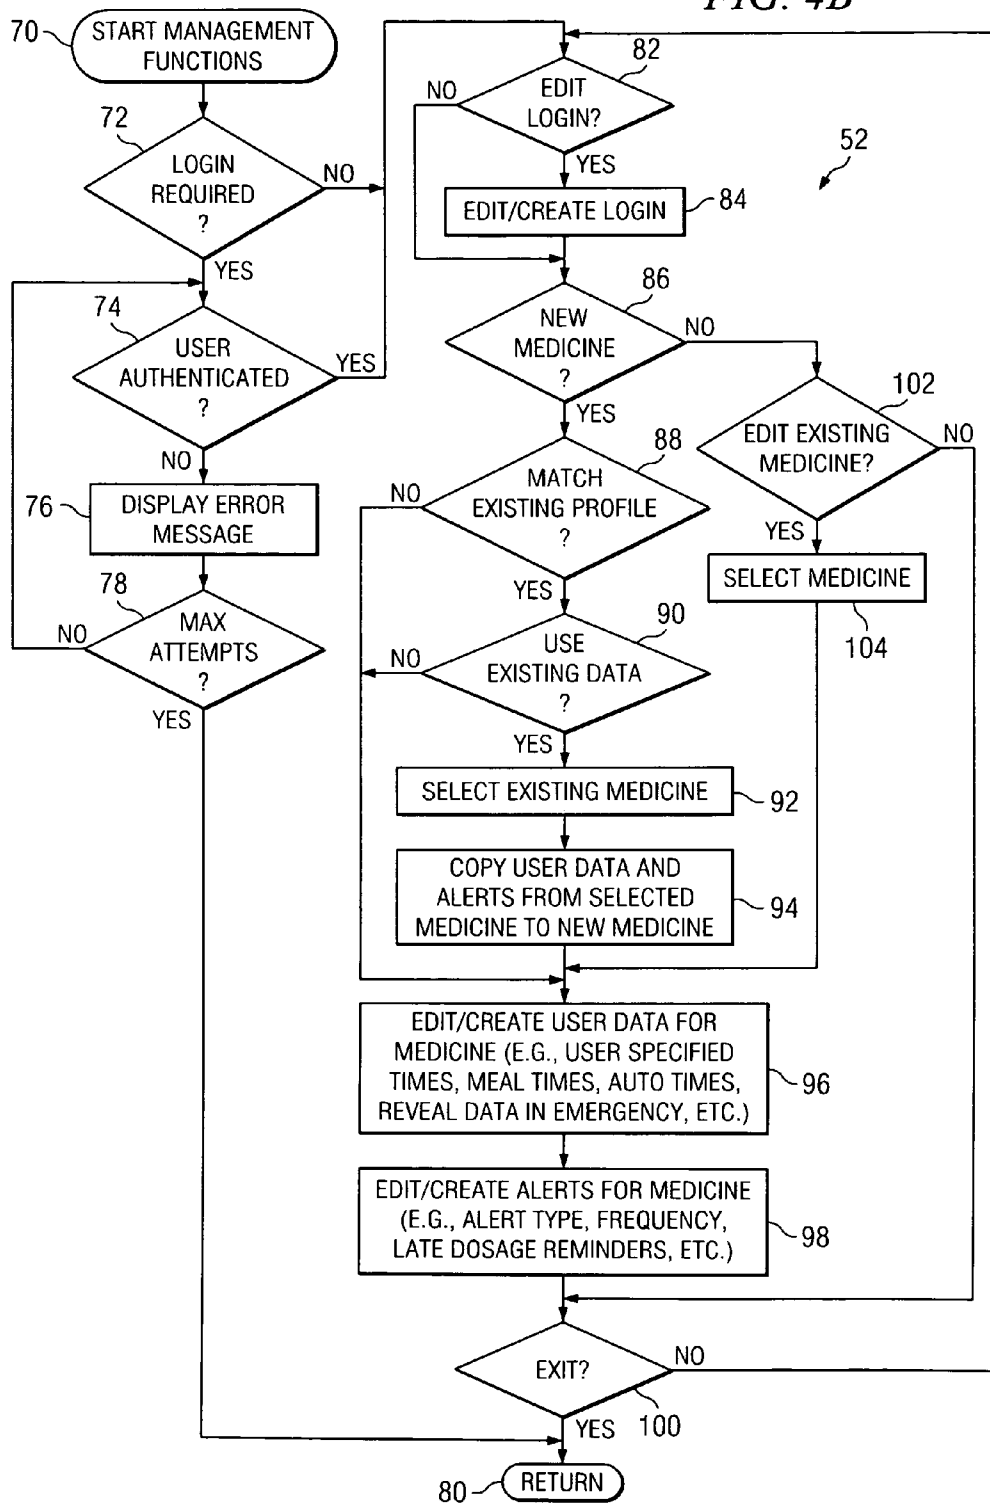 FIG. 4B
70
START MANAGEMENT
FUNCTIONS
72
LOGIN
REQUIRED
?
NO
YES
74
USER
AUTHENTICATED
?
YES
NO
76
DISPLAY ERROR
MESSAGE
78
MAX
ATTEMPTS
?
NO
YES
82
EDIT
LOGIN?
NO
YES
52
EDIT/CREATE LOGIN
84
86
NEW
MEDICINE
?
NO
YES
88
MATCH
EXISTING PROFILE
?
NO
YES
90
USE
EXISTING DATA
?
NO
YES
SELECT EXISTING MEDICINE
92
COPY USER DATA AND
ALERTS FROM SELECTED
MEDICINE TO NEW MEDICINE
94
102
EDIT EXISTING
MEDICINE?
NO
YES
SELECT MEDICINE
104
EDIT/CREATE USER DATA FOR
MEDICINE (E.G., USER SPECIFIED
TIMES, MEAL TIMES, AUTO TIMES,
REVEAL DATA IN EMERGENCY, ETC.)
96
EDIT/CREATE ALERTS FOR MEDICINE
(E.G., ALERT TYPE, FREQUENCY,
LATE DOSAGE REMINDERS, ETC.)
98
EXIT?
NO
100
YES
80
RETURN